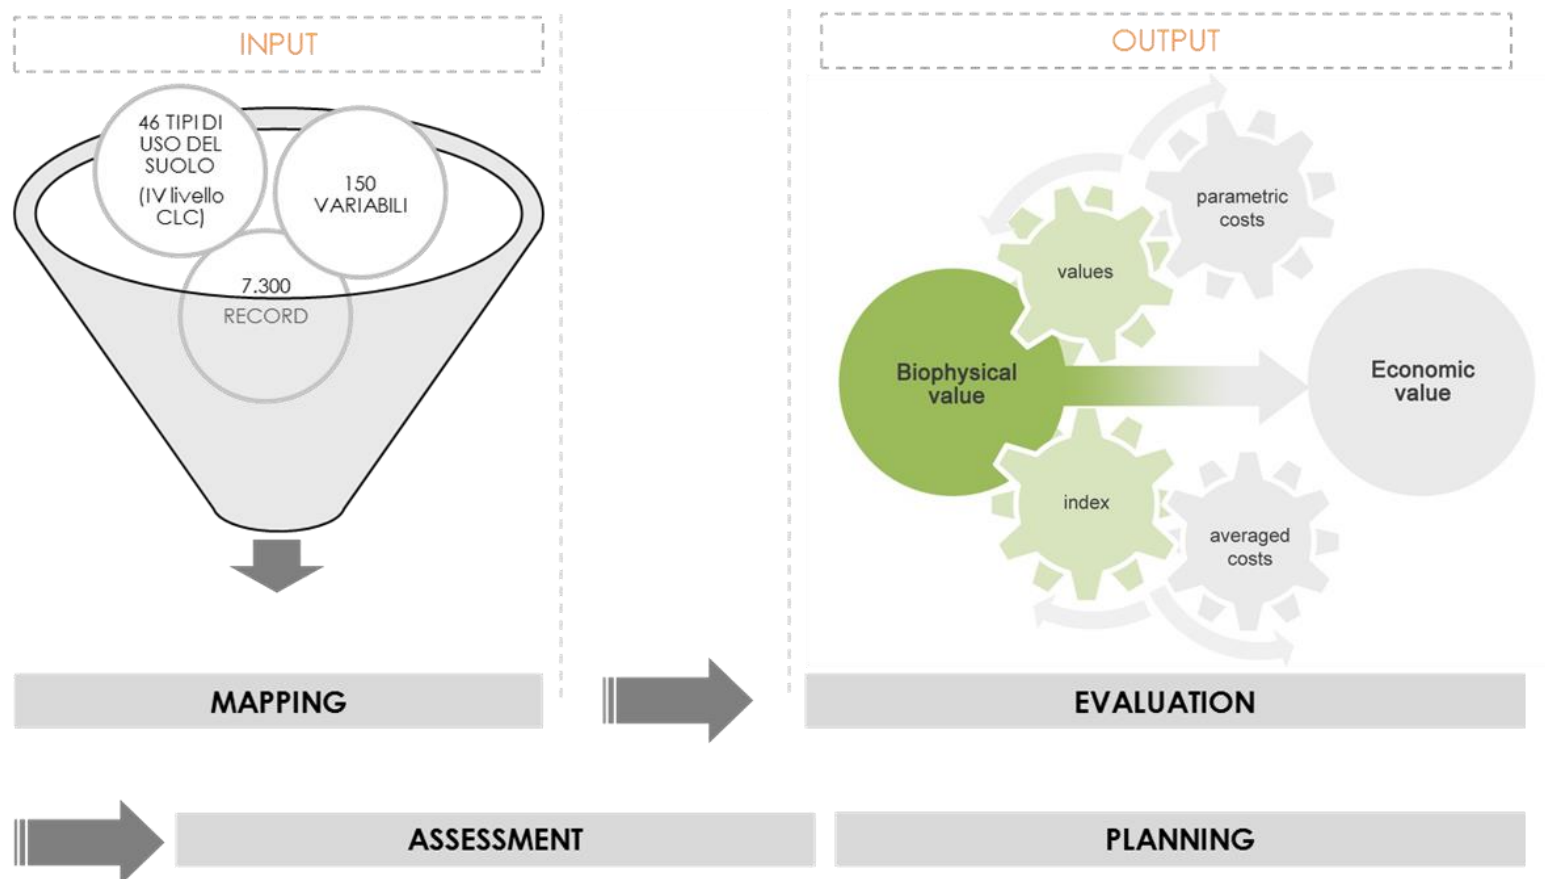 INPUT
46 TIPI DI
USO DEL
SUOLO
(IV livello
CLC)
150
VARIABILI
7.300
RECORD
MAPPING
OUTPUT
parametric
costs
values
Biophysical
value
Economic
value
index
averaged
costs
EVALUATION
ASSESSMENT
PLANNING